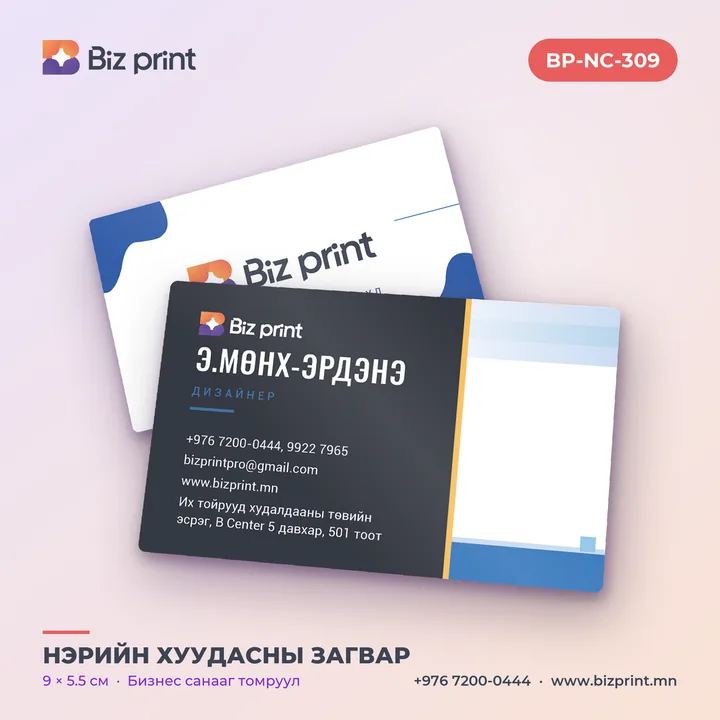 Biz print
BP-NC-309
Biz print
Biz print
Э.МӨНХ-ЭРДЭНЭ
ДИЗАЙНЕР
+976 7200-0444, 9922 7965
bizprintpro@gmail.com
www.bizprint.mn
Их тойрууд худалдааны төвийн
эсрэг, B Center 5 давхар, 501 тоот
НЭРИЙН ХУУДАСНЫ ЗАГВАР
9 × 5.5 см · Бизнес санааг томруул
+976 7200-0444 · www.bizprint.mn